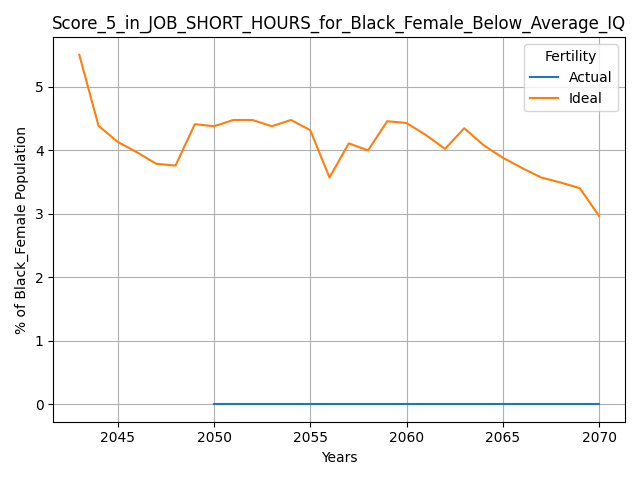 Score_5_in_JOB_SHORT_HOURS_for_Black_Female_Below_Average_IQ
Fertility
Actual
Ideal
% of Black_Female Population
5
4
3
2
1
0
2045 2050 2055 2060 2065 2070
Years